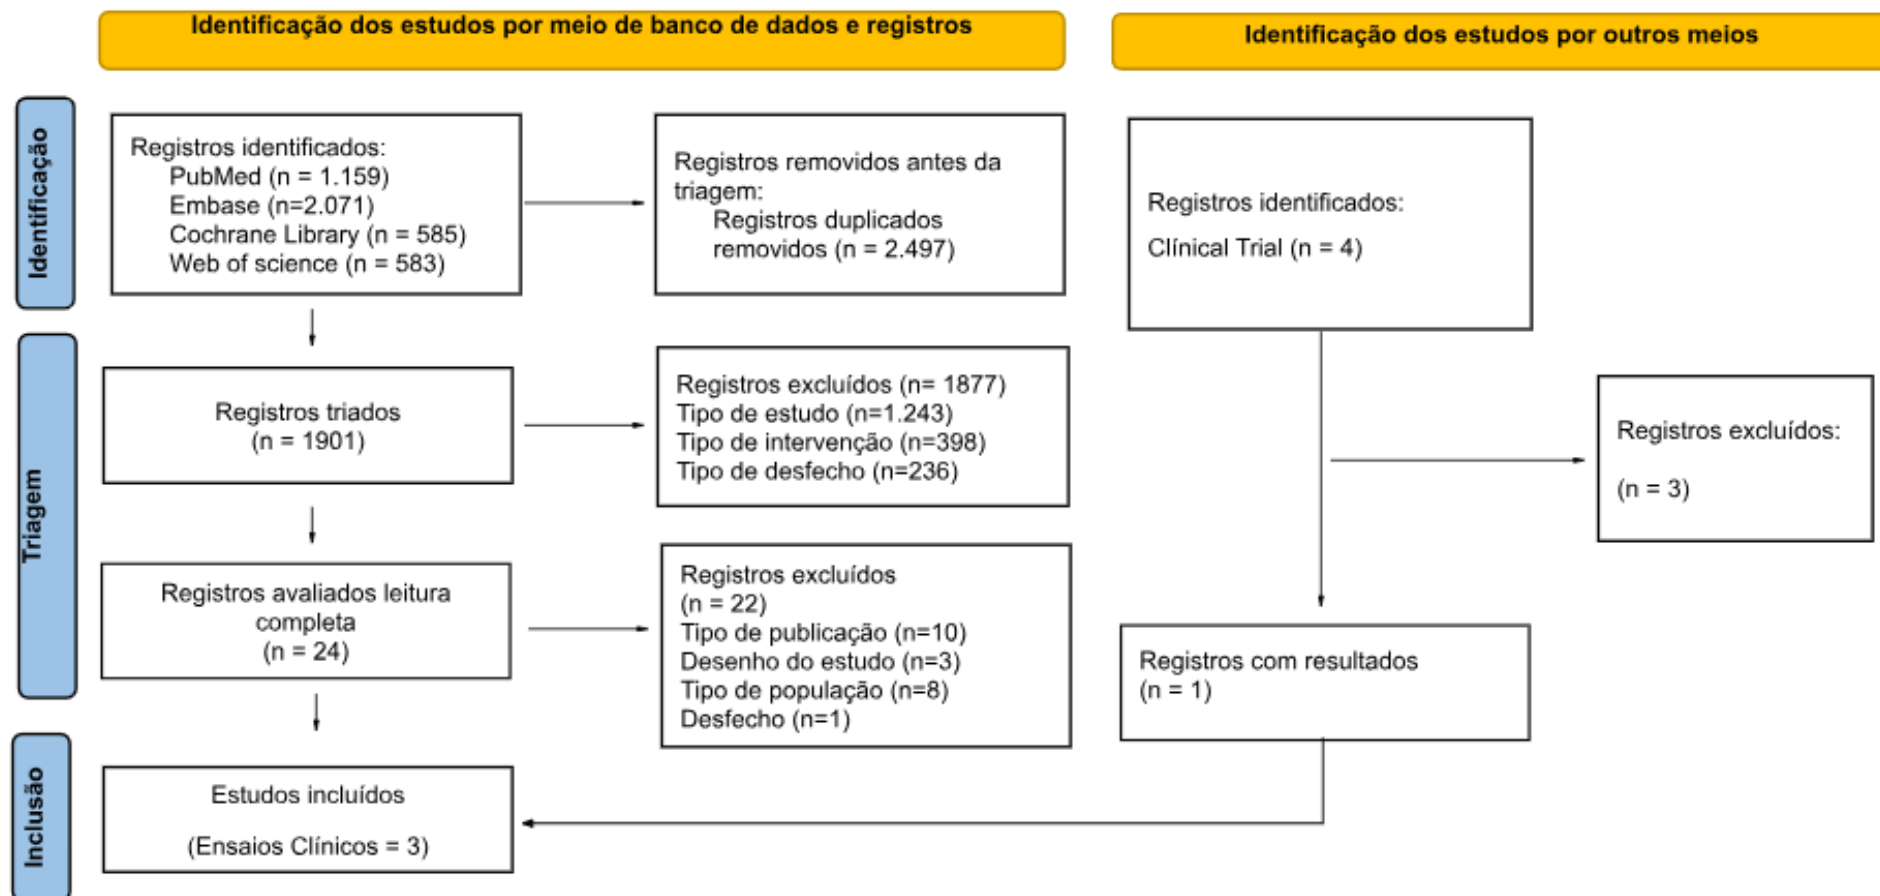 Identificação dos estudos por meio de banco de dados e registros
Identificação dos estudos por outros meios
Identificação
Registros identificados:
PubMed (n = 1.159)
Embase (n=2.071)
Cochrane Library (n = 585)
Web of science (n = 583)
Registros removidos antes da
triagem:
Registros duplicados
removidos (n = 2.497)
Registros identificados:
Clínical Trial (n = 4)
Triagem
Registros triados
(n = 1901)
Registros excluídos (n= 1877)
Tipo de estudo (n=1.243)
Tipo de intervenção (n=398)
Tipo de desfecho (n=236)
Registros excluídos:
(n = 3)
Registros avaliados leitura
completa
(n = 24)
Registros excluídos
(n = 22)
Tipo de publicação (n=10)
Desenho do estudo (n=3)
Tipo de população (n=8)
Desfecho (n=1)
Registros com resultados
(n = 1)
Inclusão
Estudos incluídos
(Ensaios Clínicos = 3)